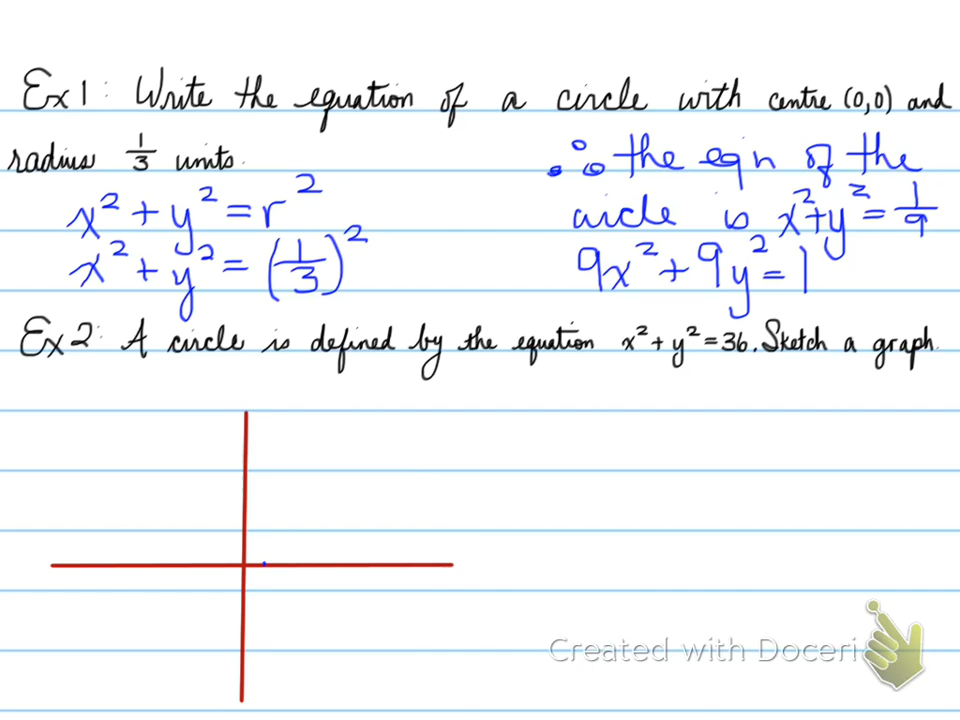 Ex 1: Write the equation of a circle with centre (0,0) and
radius 1/3 units.
x² + y² = r²
x² + y² = (1/3)²
∴ the eqn of the
circle is x² + y² = 1/9
9x² + 9y² = 1
Ex 2: A circle is defined by the equation x² + y² = 36. Sketch a graph.
Created with Doceri